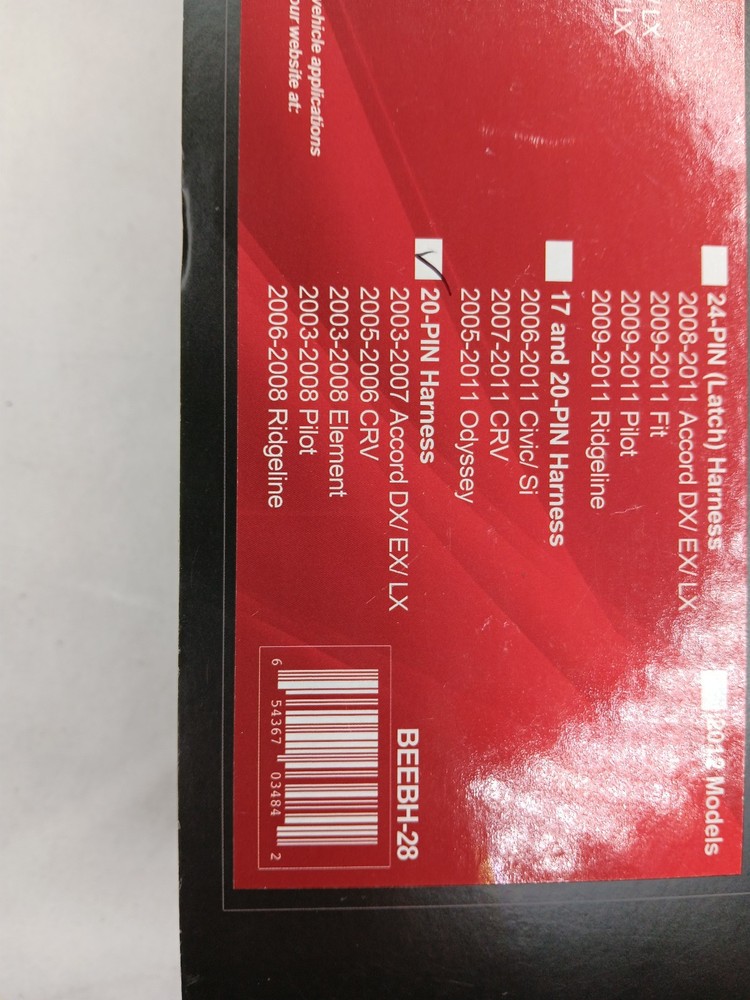 / LX
LX
24-PIN (Latch) Harness
2008-2011 Accord DX/ EX/ LX
2009-2011 Fit
2009-2011 Pilot
2009-2011 Ridgeline
17 and 20-PIN Harness
2006-2011 Civic/ Si
2007-2011 CRV
2005-2011 Odyssey
20-PIN Harness
2003-2007 Accord DX/ EX/ LX
2005-2006 CRV
2003-2008 Element
2003-2008 Pilot
2006-2008 Ridgeline
2012 Models
vehicle applications
our website at:
BEEBH-28
6 54367 03484 2